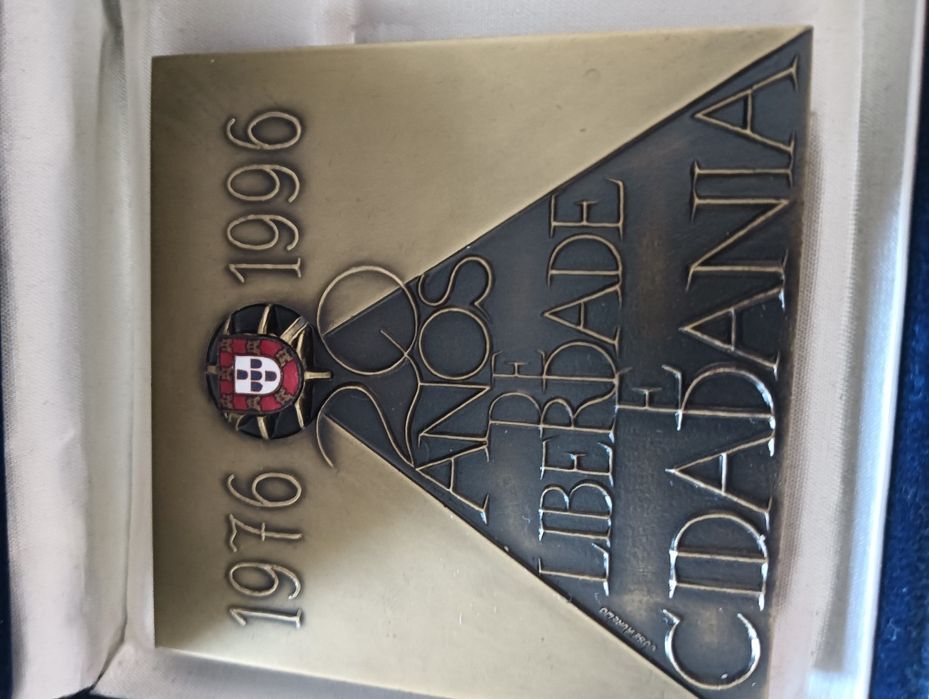 1976 1996
20
ANOS
DE
LIBERDADE
E
CIDADANIA